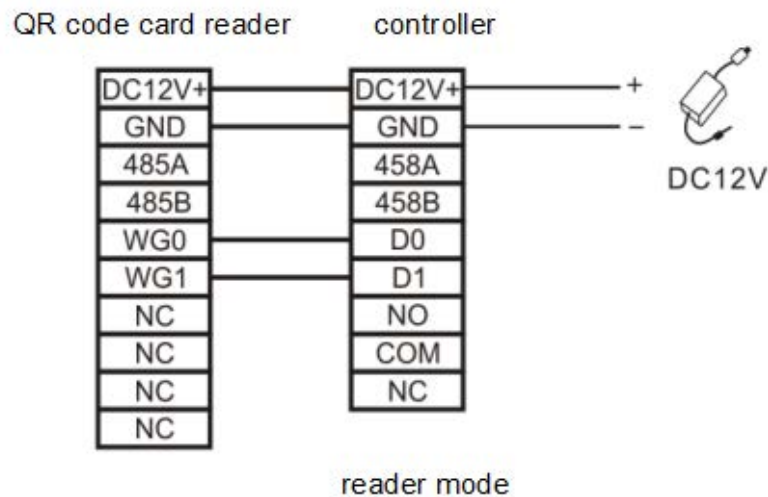 QR code card reader controller
DC12V+ DC12V+ +
GND GND −
485A 458A
DC12V
485B 458B
WG0 D0
WG1 D1
NC NO
NC COM
NC NC
NC
reader mode